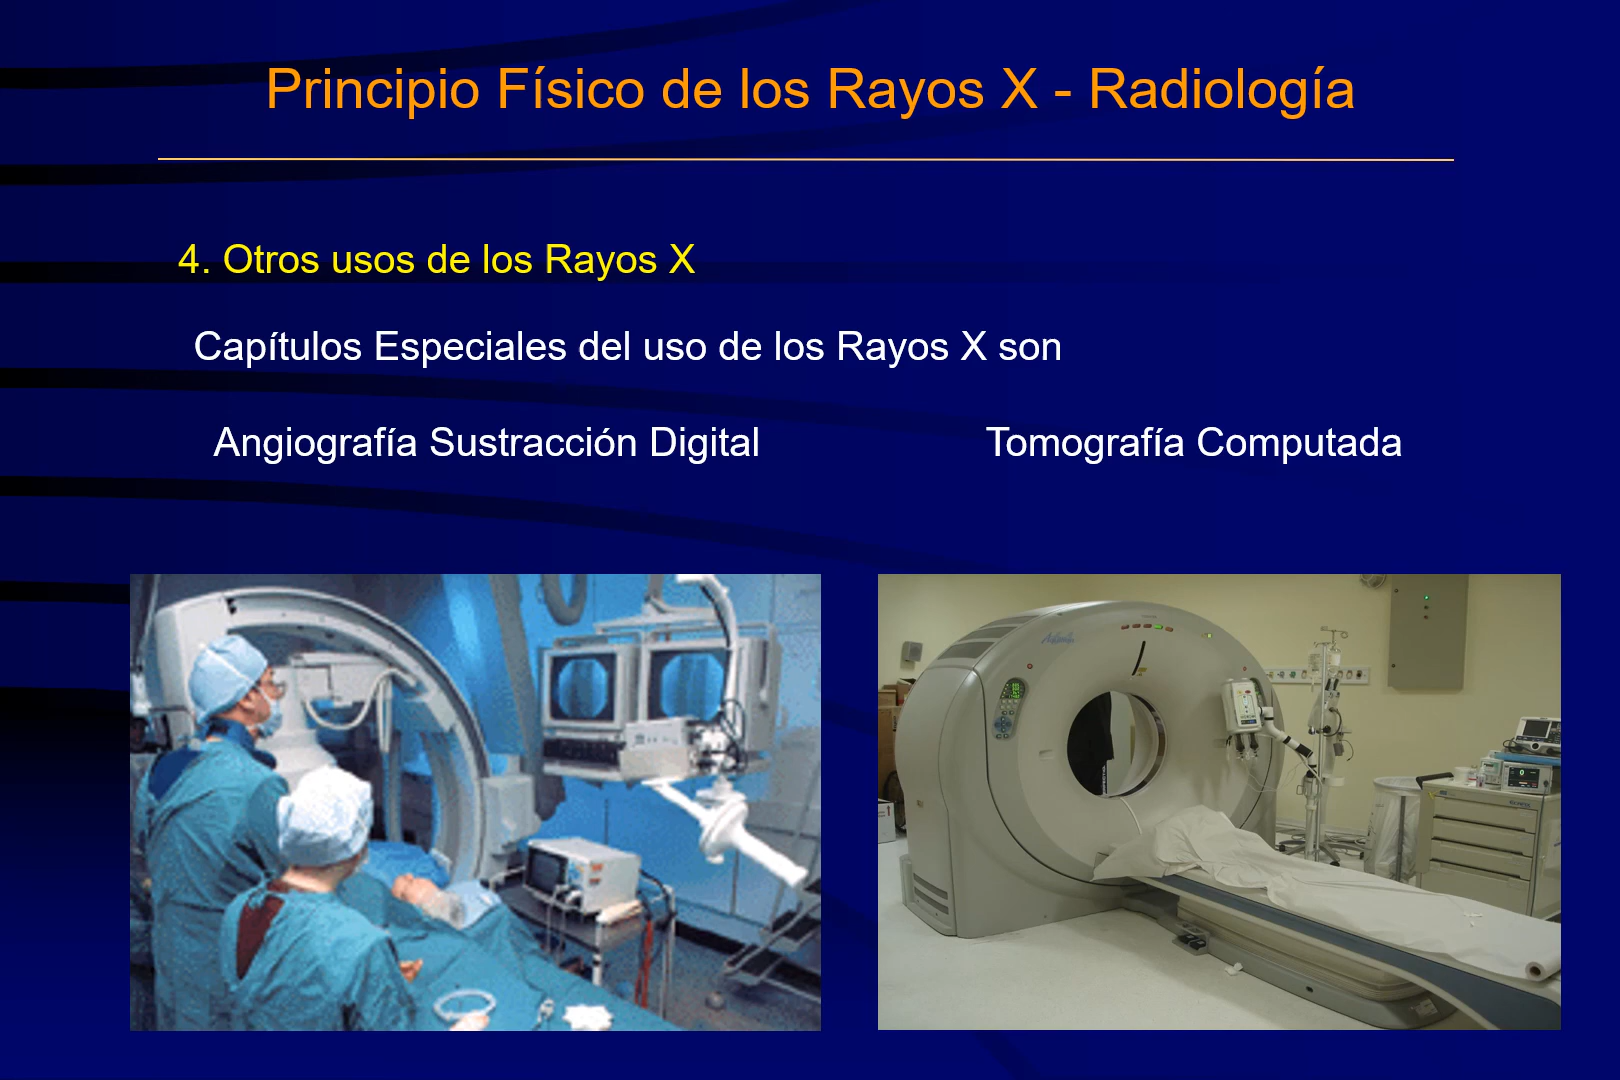 Principio Físico de los Rayos X - Radiología
4. Otros usos de los Rayos X
Capítulos Especiales del uso de los Rayos X son
Angiografía Sustracción Digital
Tomografía Computada